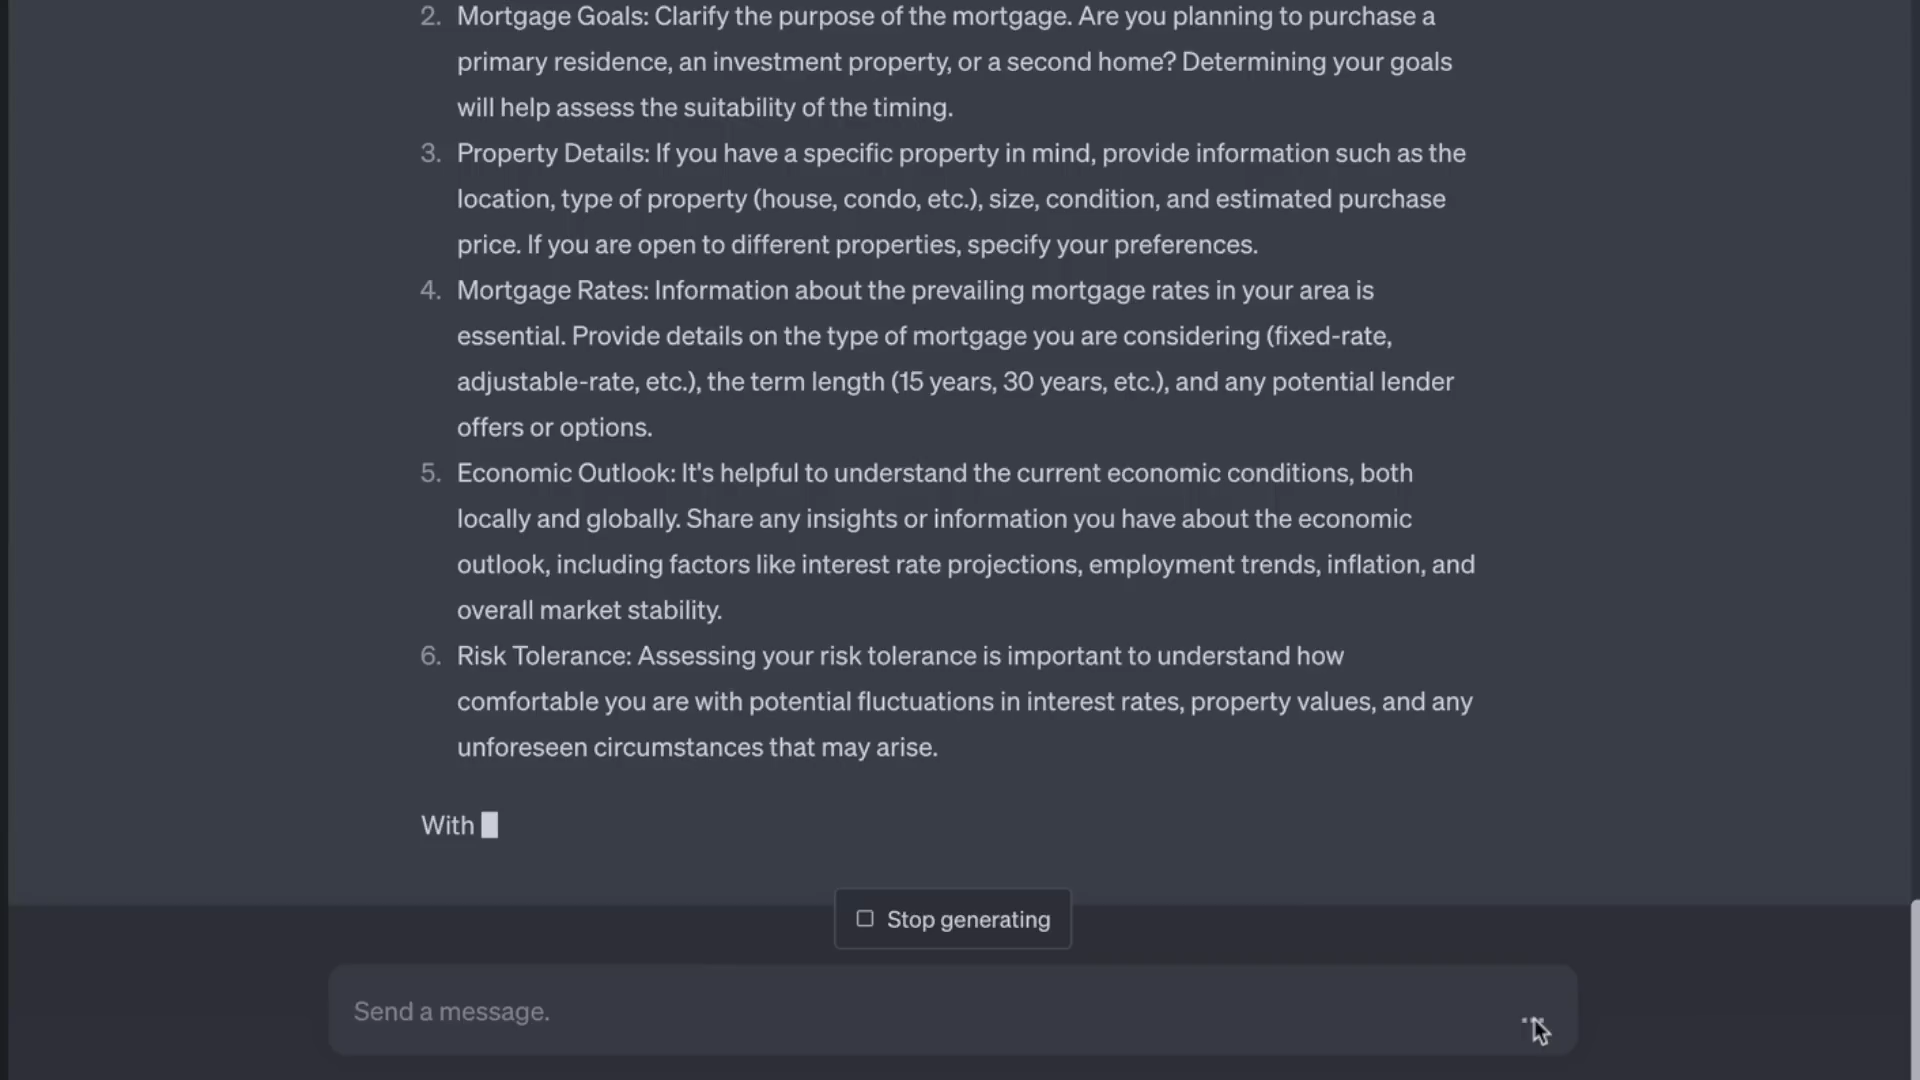 2. Mortgage Goals: Clarify the purpose of the mortgage. Are you planning to purchase a
primary residence, an investment property, or a second home? Determining your goals
will help assess the suitability of the timing.
3. Property Details: If you have a specific property in mind, provide information such as the
location, type of property (house, condo, etc.), size, condition, and estimated purchase
price. If you are open to different properties, specify your preferences.
4. Mortgage Rates: Information about the prevailing mortgage rates in your area is
essential. Provide details on the type of mortgage you are considering (fixed-rate,
adjustable-rate, etc.), the term length (15 years, 30 years, etc.), and any potential lender
offers or options.
5. Economic Outlook: It's helpful to understand the current economic conditions, both
locally and globally. Share any insights or information you have about the economic
outlook, including factors like interest rate projections, employment trends, inflation, and
overall market stability.
6. Risk Tolerance: Assessing your risk tolerance is important to understand how
comfortable you are with potential fluctuations in interest rates, property values, and any
unforeseen circumstances that may arise.
With
Stop generating
Send a message.